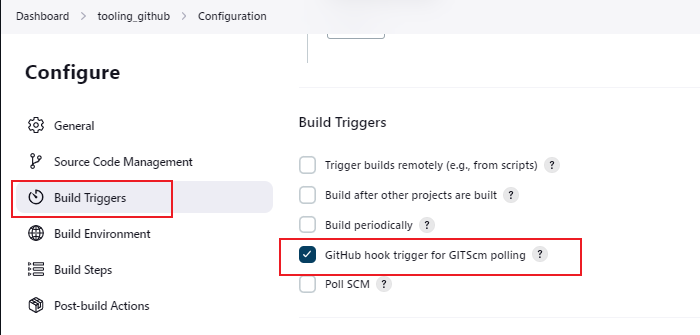 Dashboard > tooling_github > Configuration
Configure
General
Source Code Management
Build Triggers
Build Environment
Build Steps
Post-build Actions
Build Triggers
Trigger builds remotely (e.g., from scripts) ?
Build after other projects are built ?
Build periodically ?
GitHub hook trigger for GITScm polling ?
Poll SCM ?